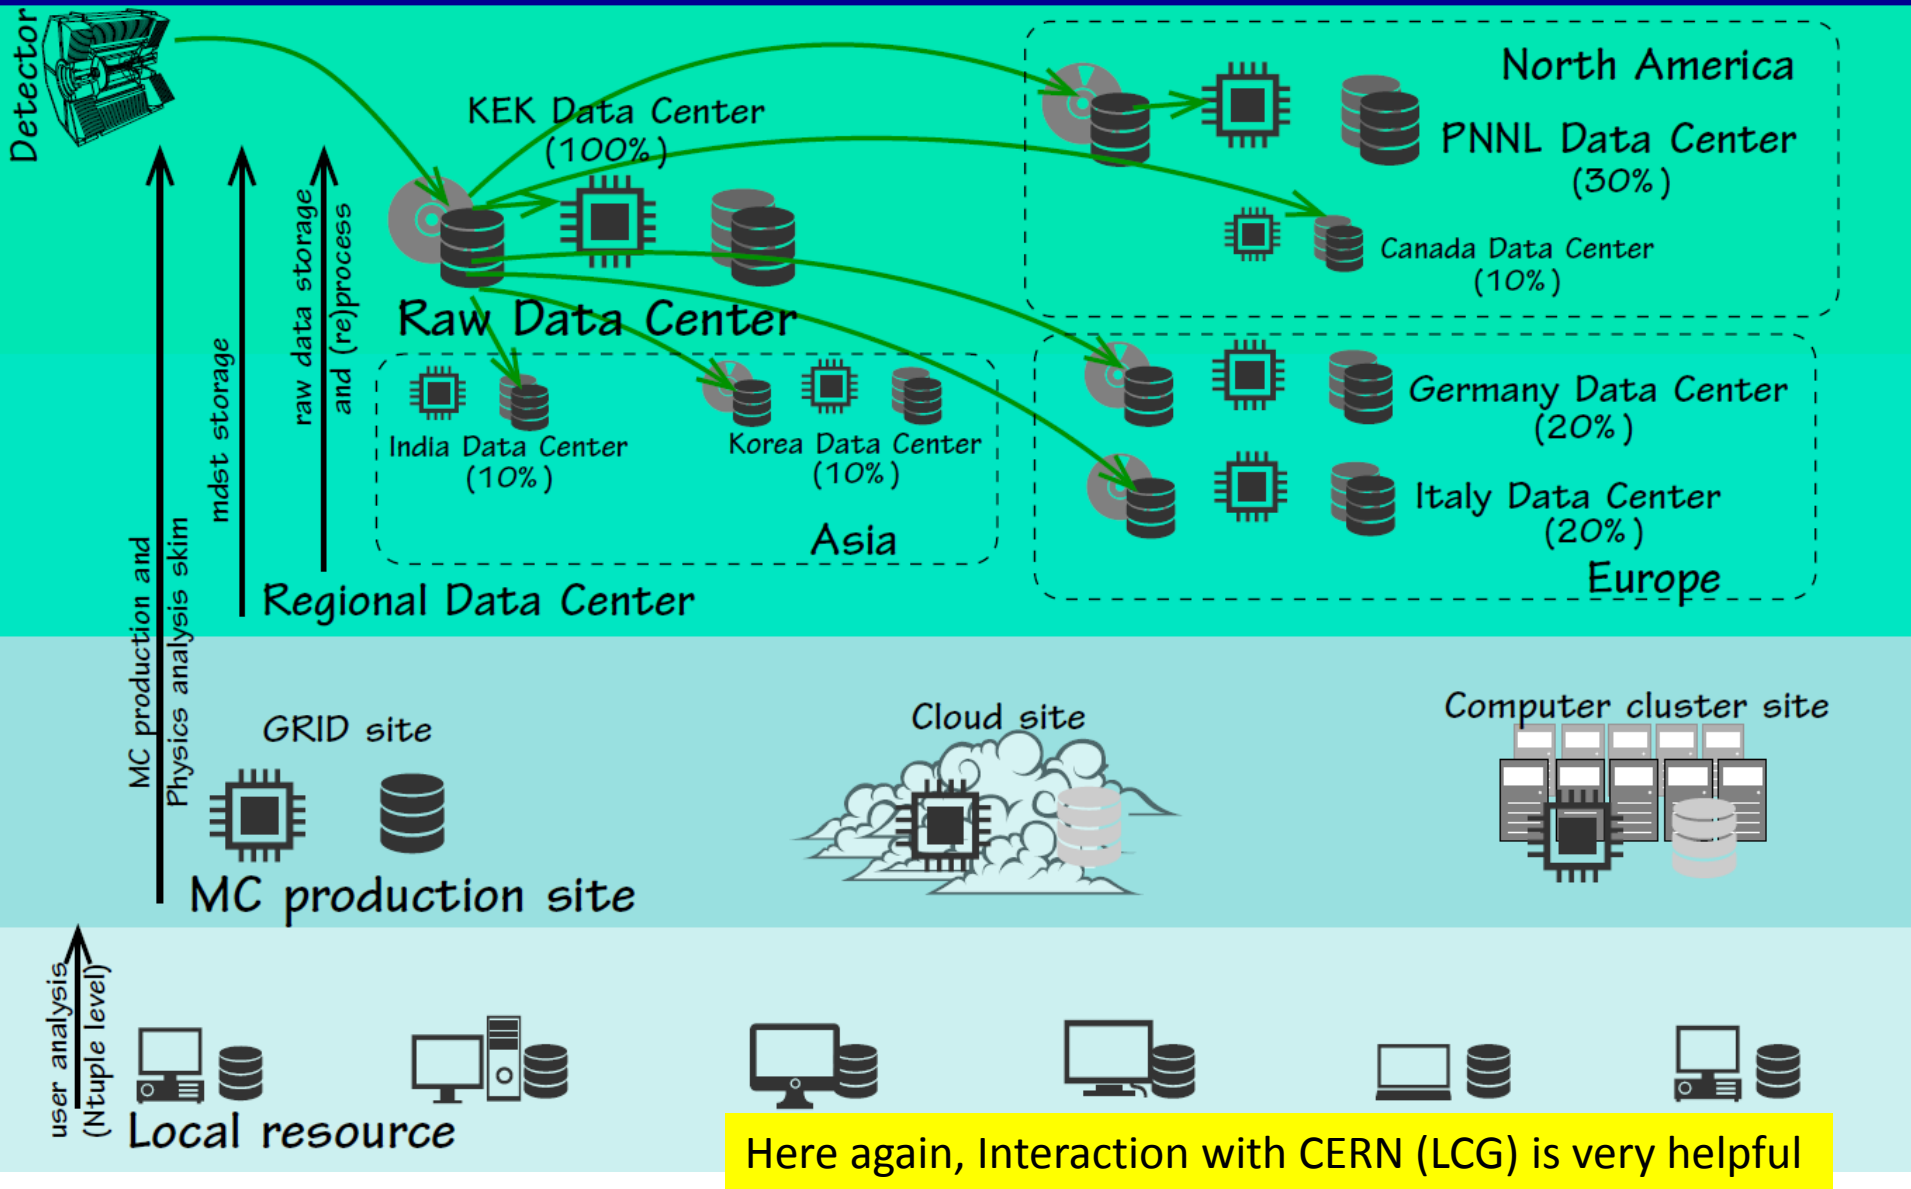 Detector
KEK Data Center
(100%)
North America
PNNL Data Center
(30%)
Canada Data Center
(10%)
Raw Data Center
raw data storage
and (re)process
mdst storage
MC production and
Physics analysis skim
India Data Center
(10%)
Korea Data Center
(10%)
Asia
Germany Data Center
(20%)
Italy Data Center
(20%)
Europe
Regional Data Center
GRID site
Cloud site
Computer cluster site
MC production site
user analysis
(Ntuple level)
Local resource
Here again, Interaction with CERN (LCG) is very helpful